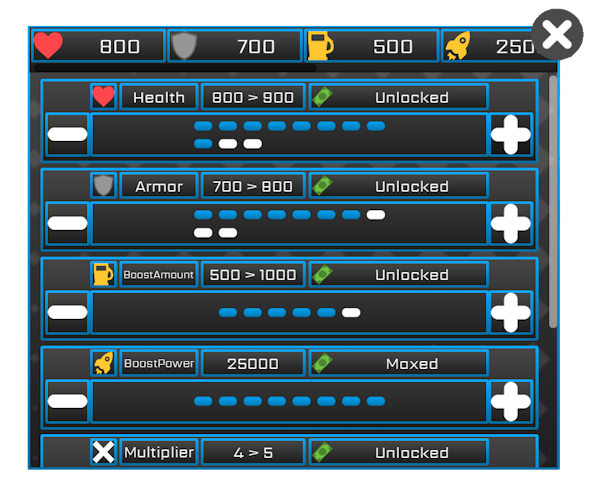 800 700 500 250
Health 800 > 900 Unlocked
Armor 700 > 800 Unlocked
BoostAmount 500 > 1000 Unlocked
BoostPower 25000 Maxed
Multiplier 4 > 5 Unlocked